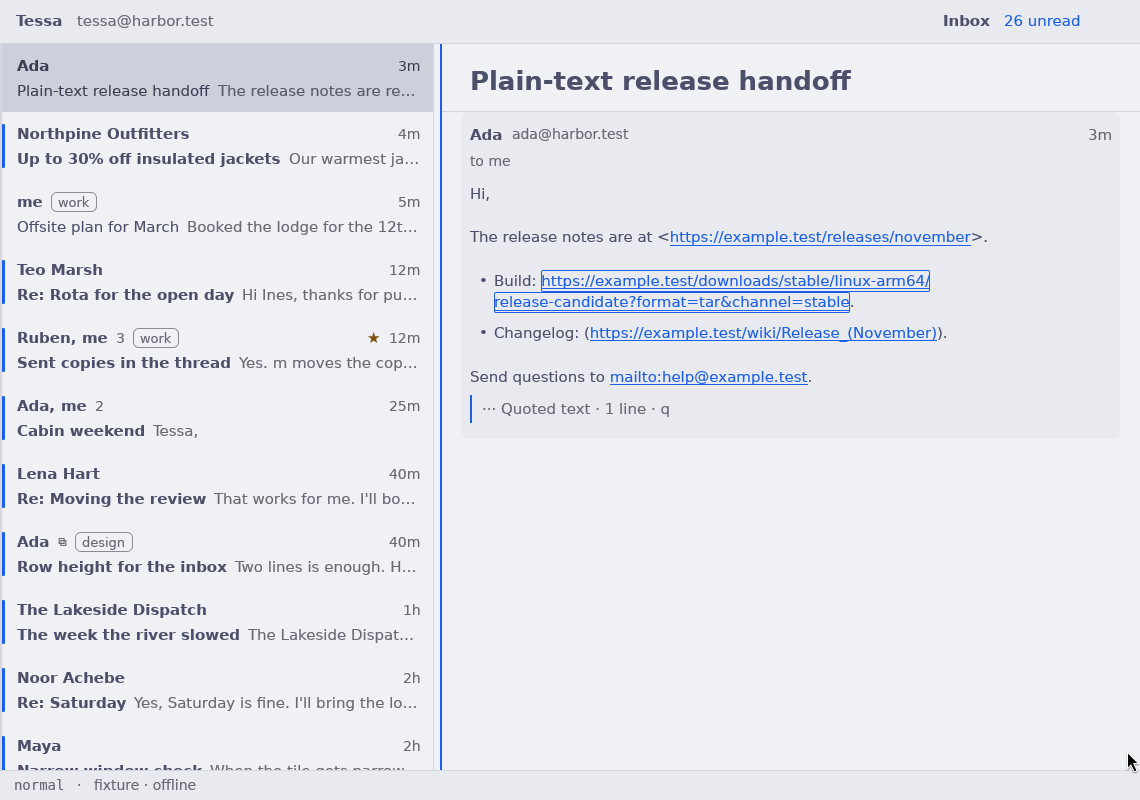 Tessa tessa@harbor.test
Inbox 26 unread
Ada 3m
Plain-text release handoff The release notes are re…
Northpine Outfitters 4m
Up to 30% off insulated jackets Our warmest ja…
me work 5m
Offsite plan for March Booked the lodge for the 12t…
Teo Marsh 12m
Re: Rota for the open day Hi Ines, thanks for pu…
Ruben, me 3 work ★ 12m
Sent copies in the thread Yes. m moves the cop…
Ada, me 2 25m
Cabin weekend Tessa,
Lena Hart 40m
Re: Moving the review That works for me. I'll bo…
Ada design 40m
Row height for the inbox Two lines is enough. H…
The Lakeside Dispatch 1h
The week the river slowed The Lakeside Dispat…
Noor Achebe 2h
Re: Saturday Yes, Saturday is fine. I'll bring the lo…
Maya 2h
Narrow window check When the tile gets narrow…
Plain-text release handoff
Ada ada@harbor.test 3m
to me
Hi,
The release notes are at <https://example.test/releases/november>.
• Build: https://example.test/downloads/stable/linux-arm64/
release-candidate?format=tar&channel=stable.
• Changelog: (https://example.test/wiki/Release_(November)).
Send questions to mailto:help@example.test.
··· Quoted text · 1 line · q
normal · fixture · offline